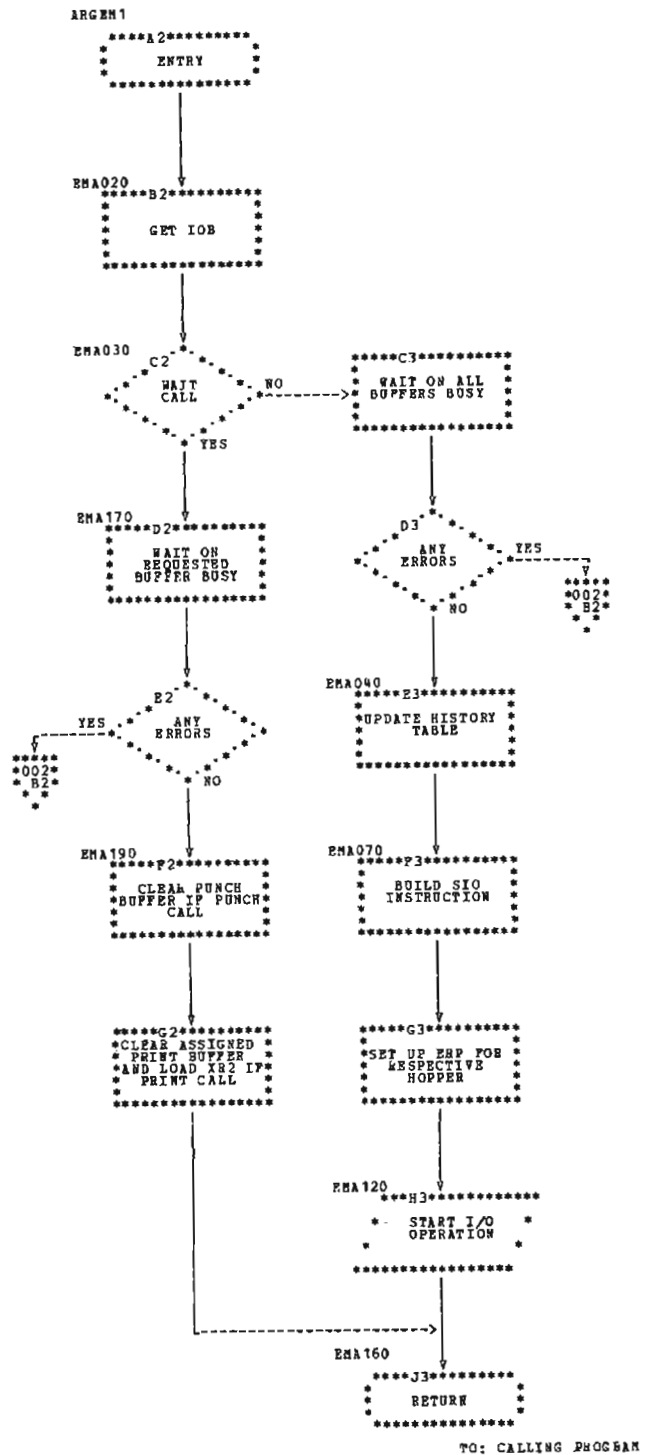 ARGEM1
A2
ENTRY
EMA020
B2
GET IOB
EMA030
C2
WAIT
CALL
NO
YES
C3
WAIT ON ALL
BUFFERS BUSY
EMA170
D2
WAIT ON
REQUESTED
BUFFER BUSY
D3
ANY
ERRORS
YES
NO
002
B2
E2
ANY
ERRORS
YES
NO
002
B2
EMA040
E3
UPDATE HISTORY
TABLE
EMA190
F2
CLEAR PUNCH
BUFFER IF PUNCH
CALL
EMA070
F3
BUILD SIO
INSTRUCTION
G2
CLEAR ASSIGNED
PRINT BUFFER
AND LOAD XR2 IF
PRINT CALL
G3
SET UP ERP FOR
RESPECTIVE
HOPPER
EMA120
H3
START I/O
OPERATION
EMA160
J3
RETURN
TO: CALLING PROGRAM